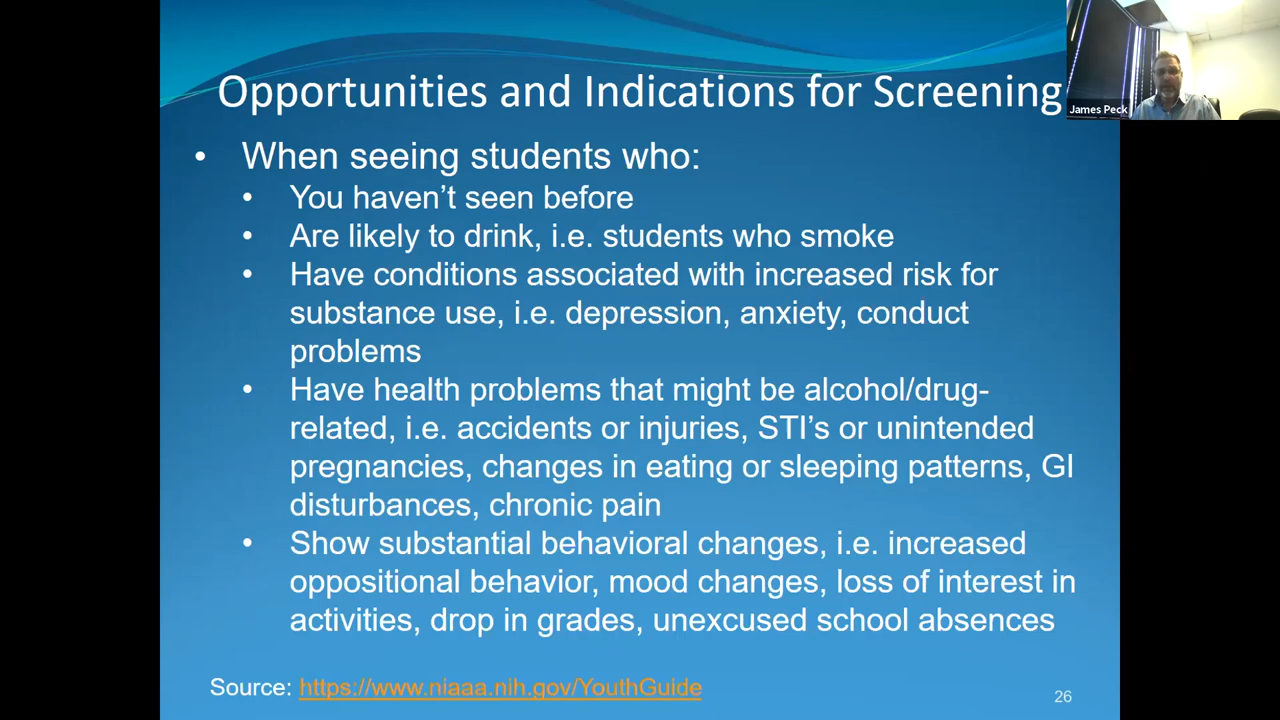 Opportunities and Indications for Screening
James Peck
• When seeing students who:
• You haven’t seen before
• Are likely to drink, i.e. students who smoke
• Have conditions associated with increased risk for
substance use, i.e. depression, anxiety, conduct
problems
• Have health problems that might be alcohol/drug-
related, i.e. accidents or injuries, STI’s or unintended
pregnancies, changes in eating or sleeping patterns, GI
disturbances, chronic pain
• Show substantial behavioral changes, i.e. increased
oppositional behavior, mood changes, loss of interest in
activities, drop in grades, unexcused school absences
Source: https://www.niaaa.nih.gov/YouthGuide
26